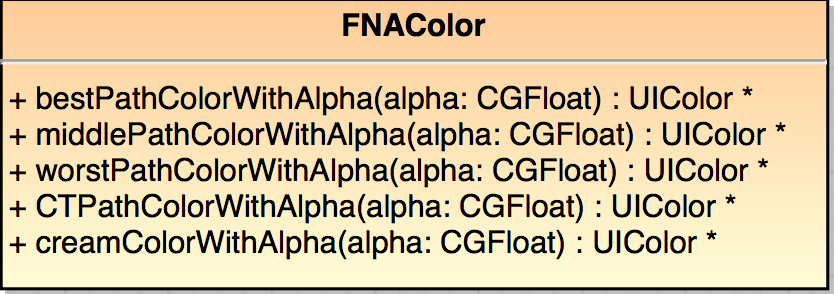 FNAColor
+ bestPathColorWithAlpha(alpha: CGFloat) : UIColor *
+ middlePathColorWithAlpha(alpha: CGFloat) : UIColor *
+ worstPathColorWithAlpha(alpha: CGFloat) : UIColor *
+ CTPathColorWithAlpha(alpha: CGFloat) : UIColor *
+ creamColorWithAlpha(alpha: CGFloat) : UIColor *